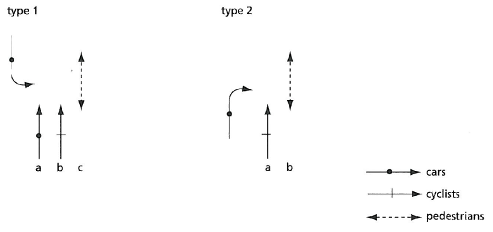 type 1
type 2
a b c
a b
cars
cyclists
pedestrians